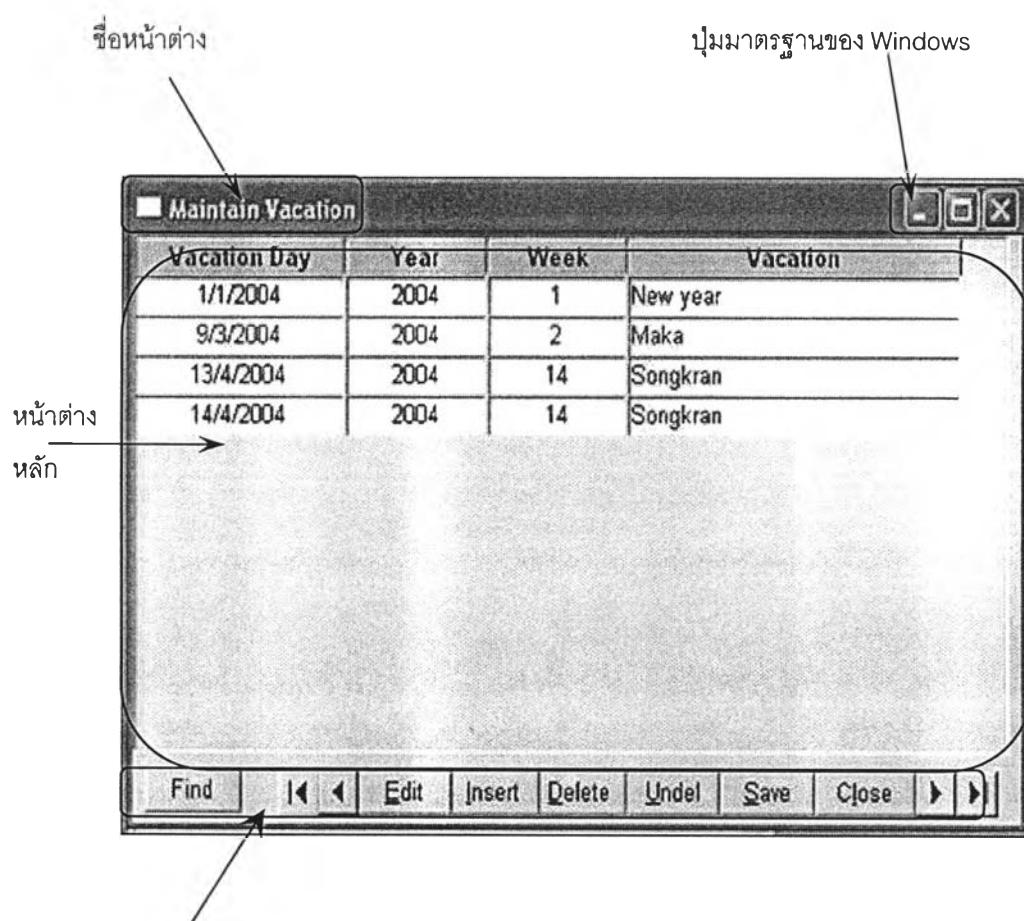 ชื่อหน้าต่าง
ปุ่มมาตรฐานของ Windows
Maintain Vacation
Vacation Day Year Week Vacation
1/1/2004 2004 1 New year
9/3/2004 2004 2 Maka
13/4/2004 2004 14 Songkran
14/4/2004 2004 14 Songkran
หน้าต่าง
หลัก
Find Edit Insert Delete Undel Save Close